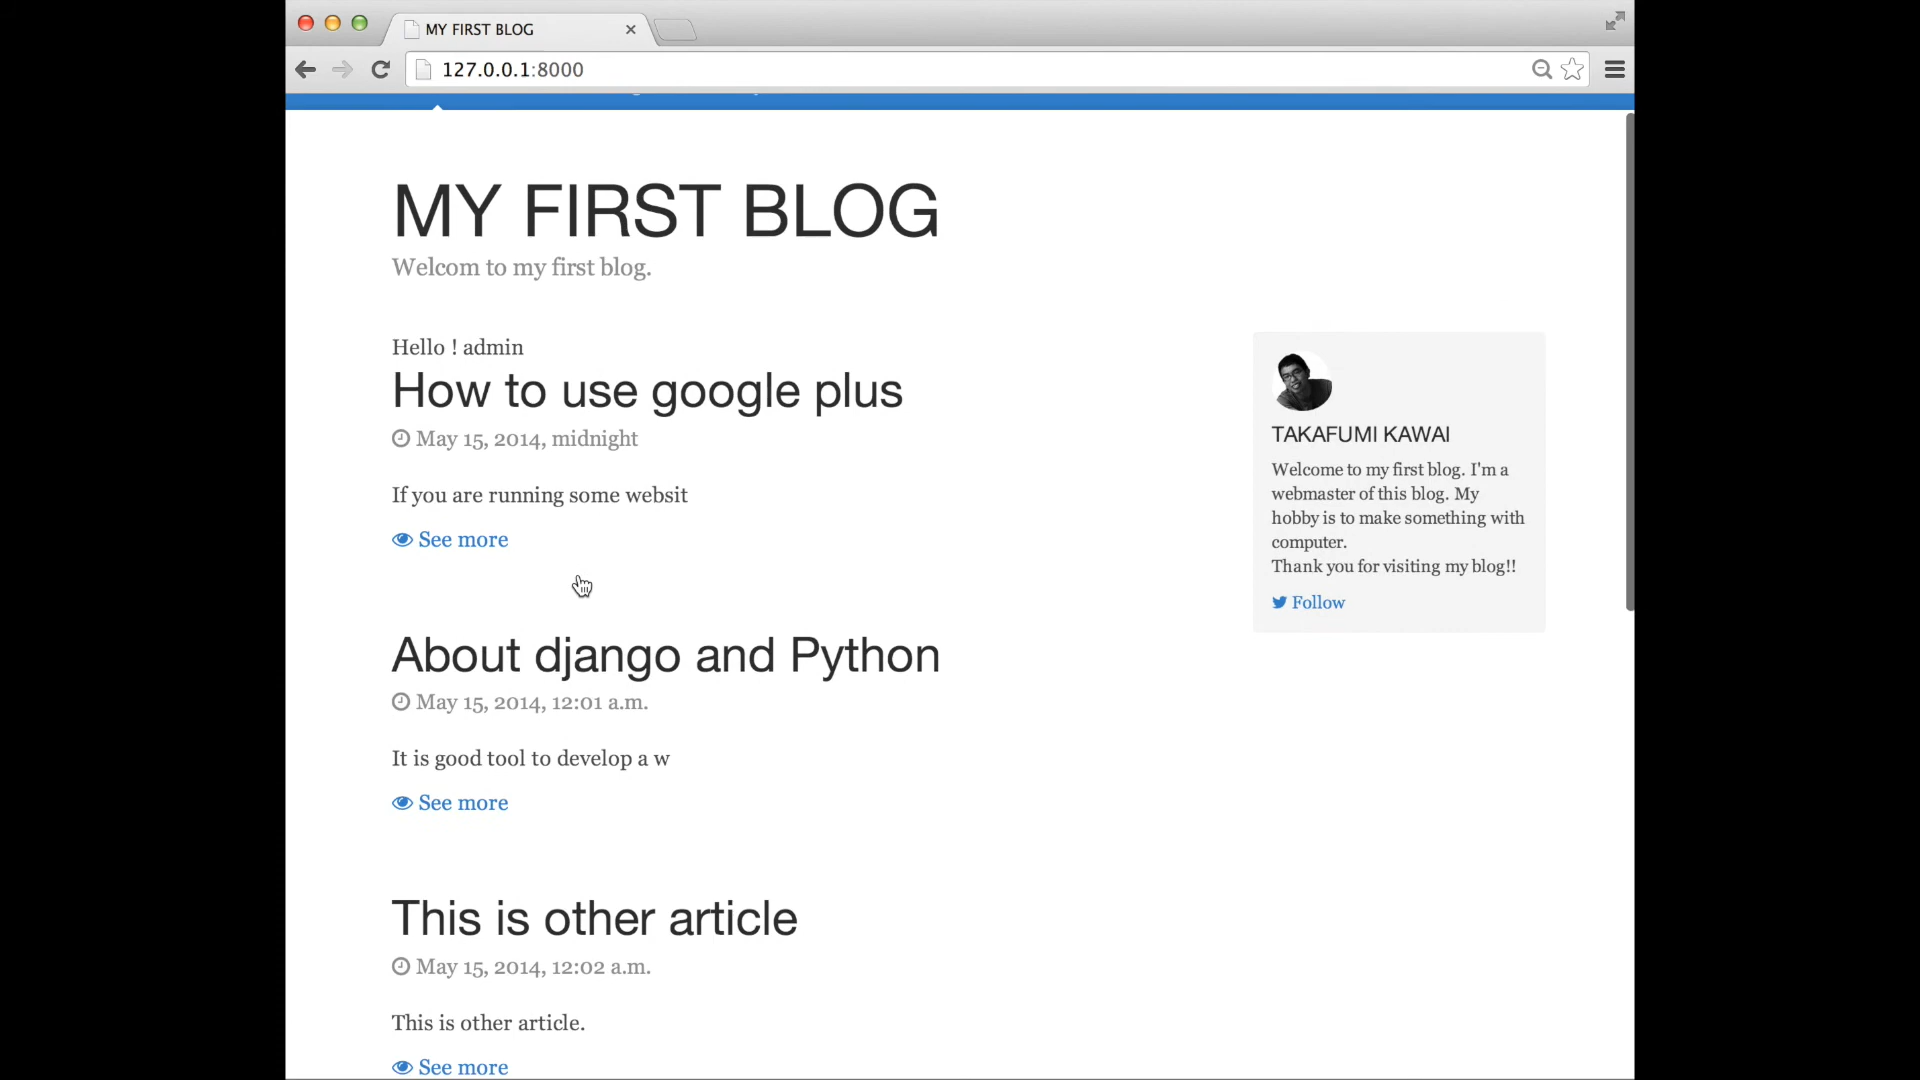 MY FIRST BLOG
127.0.0.1:8000
MY FIRST BLOG
Welcom to my first blog.
Hello ! admin
How to use google plus
May 15, 2014, midnight
If you are running some websit
See more
About django and Python
May 15, 2014, 12:01 a.m.
It is good tool to develop a w
See more
This is other article
May 15, 2014, 12:02 a.m.
This is other article.
See more
TAKAFUMI KAWAI
Welcome to my first blog. I'm a
webmaster of this blog. My
hobby is to make something with
computer.
Thank you for visiting my blog!!
Follow